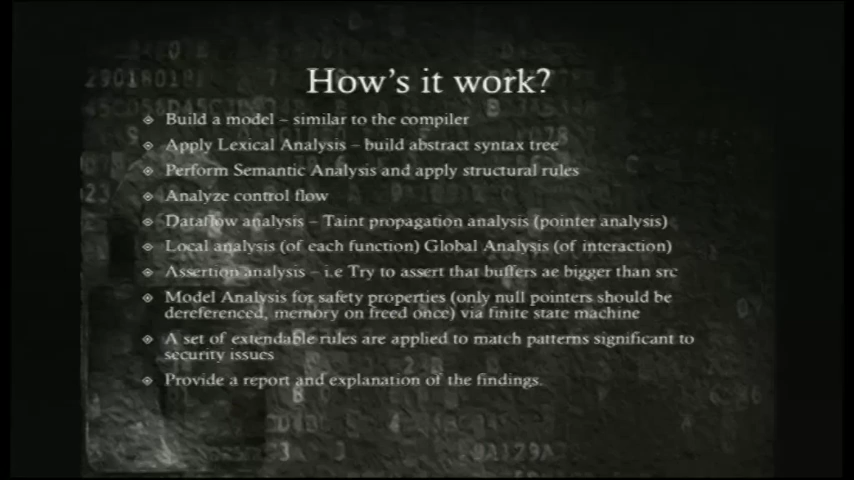 How's it work?
Build a model – similar to the compiler
Apply Lexical Analysis – build abstract syntax tree
Perform Semantic Analysis and apply structural rules
Analyze control flow
Dataflow analysis – Taint propagation analysis (pointer analysis)
Local analysis (of each function) Global Analysis (of interaction)
Assertion analysis – i.e Try to assert that buffers ae bigger than src
Model Analysis for safety properties (only null pointers should be
dereferenced, memory on freed once) via finite state machine
A set of extendable rules are applied to match patterns significant to
security issues
Provide a report and explanation of the findings.